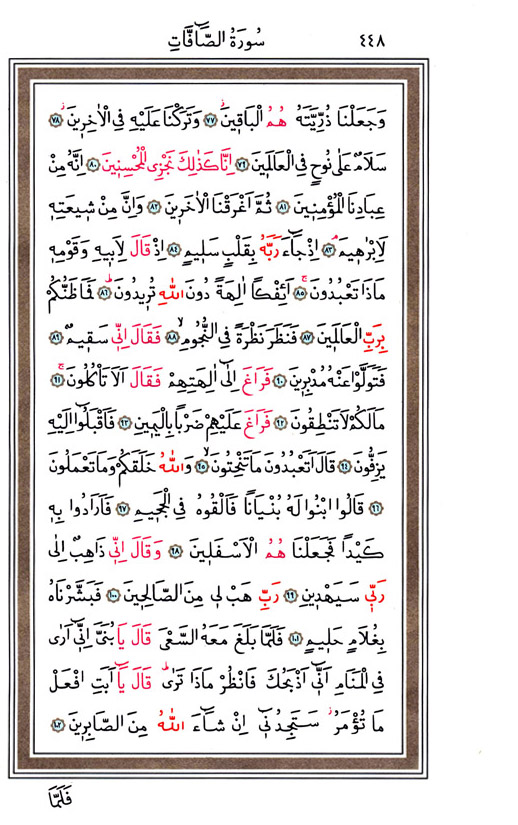 ٤٤٨ سُورَةُ الصَّٓافَّاتِ
وَجَعَلْنَا ذُرِّيَّتَهُ هُمُ الْبَاقٖينَۘ ﴿٧٧﴾ وَتَرَكْنَا عَلَيْهِ فِي الْاٰخِرٖينَۘ ﴿٧٨﴾
سَلَامٌ عَلٰى نُوحٍ فِي الْعَالَمٖينَ ﴿٧٩﴾ اِنَّا كَذٰلِكَ نَجْزِي الْمُحْسِنٖينَ ﴿٨٠﴾ اِنَّهُ مِنْ
عِبَادِنَا الْمُؤْمِنٖينَ ﴿٨١﴾ ثُمَّ اَغْرَقْنَا الْاٰخَرٖينَ ﴿٨٢﴾ وَاِنَّ مِنْ شٖيعَتِهٖ
لَاِبْرٰهٖيمَۘ ﴿٨٣﴾ اِذْ جَٓاءَ رَبَّهُ بِقَلْبٍ سَلٖيمٍ ﴿٨٤﴾ اِذْ قَالَ لِاَبٖيهِ وَقَوْمِهٖ
مَاذَا تَعْبُدُونَۚ ﴿٨٥﴾ اَئِفْكًا اٰلِهَةً دُونَ اللّٰهِ تُرٖيدُونَۜ ﴿٨٦﴾ فَمَا ظَنُّكُمْ
بِرَبِّ الْعَالَمٖينَ ﴿٨٧﴾ فَنَظَرَ نَظْرَةً فِي النُّجُومِۙ ﴿٨٨﴾ فَقَالَ اِنّٖي سَقٖيمٌ ﴿٨٩﴾
فَتَوَلَّوْا عَنْهُ مُدْبِرٖينَ ﴿٩٠﴾ فَرَاغَ اِلٰٓى اٰلِهَتِهِمْ فَقَالَ اَلَا تَأْكُلُونَۚ ﴿٩١﴾
مَا لَكُمْ لَا تَنْطِقُونَ ﴿٩٢﴾ فَرَاغَ عَلَيْهِمْ ضَرْبًا بِالْيَمٖينِ ﴿٩٣﴾ فَاَقْبَلُٓوا اِلَيْهِ
يَزِفُّونَ ﴿٩٤﴾ قَالَ اَتَعْبُدُونَ مَا تَنْحِتُونَۙ ﴿٩٥﴾ وَاللّٰهُ خَلَقَكُمْ وَمَا تَعْمَلُونَ
﴿٩٦﴾ قَالُوا ابْنُوا لَهُ بُنْيَانًا فَاَلْقُوهُ فِي الْجَحٖيمِ ﴿٩٧﴾ فَاَرَادُوا بِهٖ
كَيْدًا فَجَعَلْنَا هُمُ الْاَسْفَلٖينَ ﴿٩٨﴾ وَقَالَ اِنّٖي ذَاهِبٌ اِلٰى
رَبّٖي سَيَهْدٖينِ ﴿٩٩﴾ رَبِّ هَبْ لٖي مِنَ الصَّالِحٖينَ ﴿١٠٠﴾ فَبَشَّرْنَاهُ
بِغُلَامٍ حَلٖيمٍ ﴿١٠١﴾ فَلَمَّا بَلَغَ مَعَهُ السَّعْيَ قَالَ يَا بُنَيَّ اِنّٖٓي اَرٰى
فِي الْمَنَامِ اَنّٖٓي اَذْبَحُكَ فَانْظُرْ مَاذَا تَرٰىۜ قَالَ يَٓا اَبَتِ افْعَلْ
مَا تُؤْمَرُۘ سَتَجِدُنٖٓي اِنْ شَٓاءَ اللّٰهُ مِنَ الصَّابِرٖينَ ﴿١٠٢﴾
فَلَمَّٓا